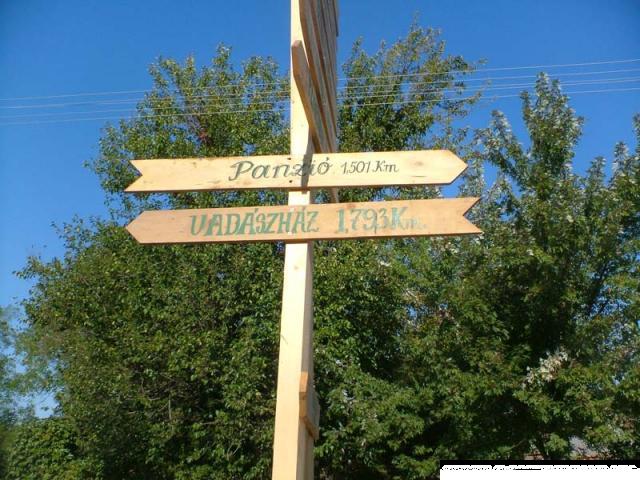 Panzió 1,501 Km
VADÁSZHÁZ 1,793 Km.